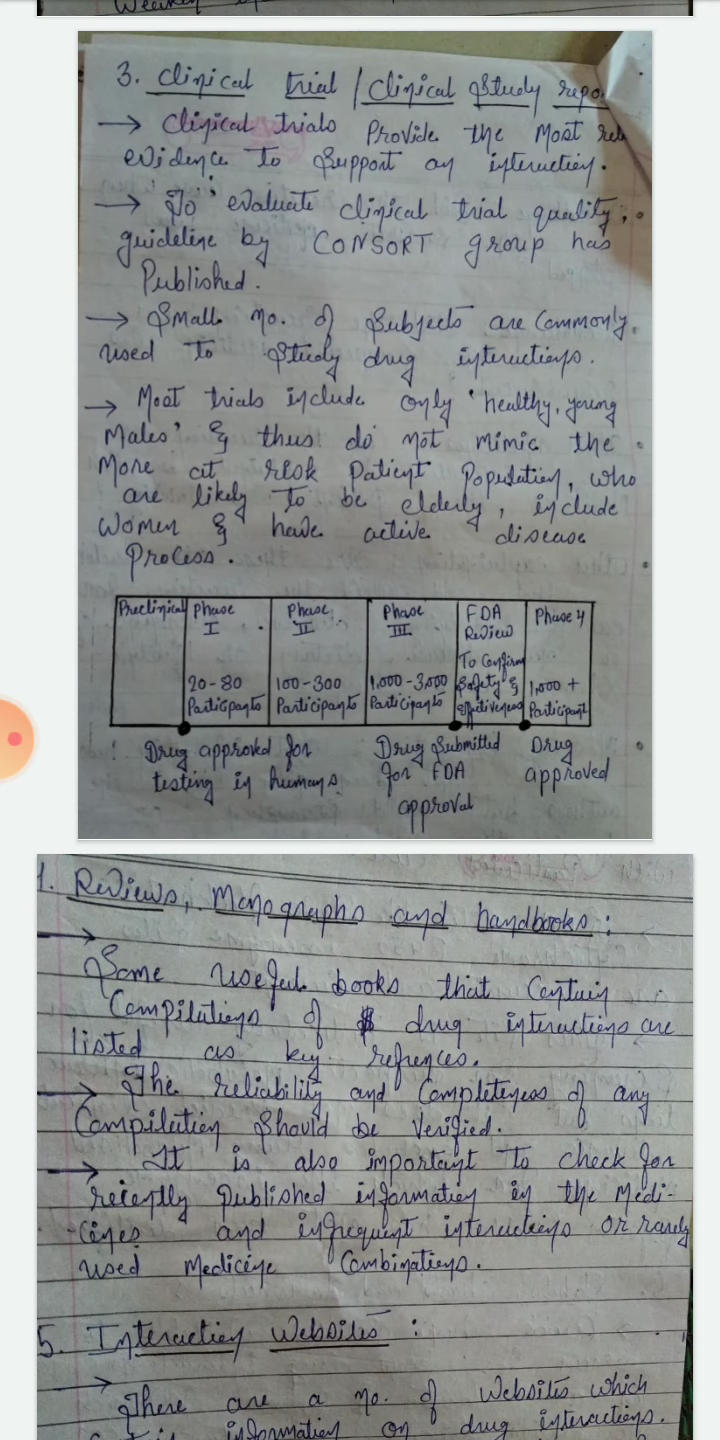 3. Clinical trial / Clinical Study repo
→ Clinical trials Provide the Most
evidence to Support an interaction.
→ To evaluate clinical trial quality,
guideline by CONSORT group has
Published.
→ Small no. of Subjects are Commonly
used to Study drug interactions.
→ Most trials include only 'healthy, young
Males' & thus do not mimic the
More at risk Patient Population, who
are likely to be elderly, include
Women & have active disease
Process.
Preclinical Phase I Phase II Phase III FDA Review Phase 4
20-80 Participants 100-300 Participants 1,000-3,000 Participants To Confirm Safety & effectiveness 1,000 + Participant
Drug approved for testing in humans
Drug Submitted for FDA approval
Drug approved
1. Reviews, Monographs and handbooks :
→
Some useful books that Contain
Compilations of drug interactions are
listed as key refrences.
→ The reliability and Completeness of any
Compilation Should be Verified.
→ It is also important to check for
recently published information in the Medi-
-cines and infrequent interactions or rarely
used Medicine Combinations.
5. Interaction Websites :
→
There are a no. of Websites which
information on drug interactions.